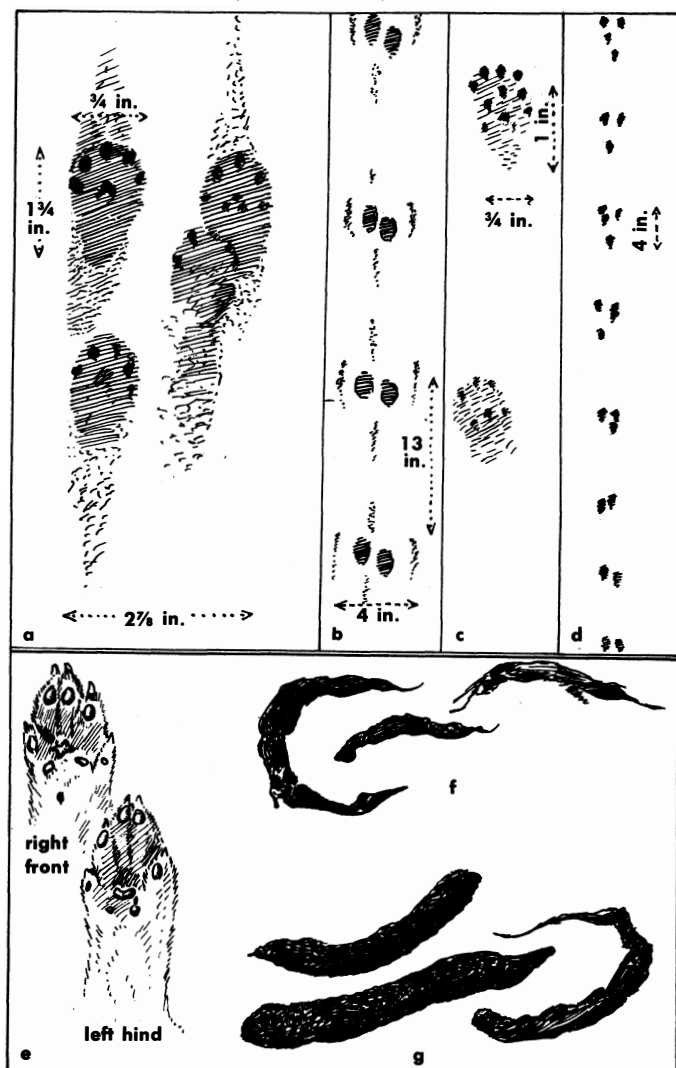 ¾ in.
1¾
in.
2⅞ in.
a
13
in.
4 in.
b
1 in.
¾ in.
c
4 in.
d
right
front
left hind
e
f
g